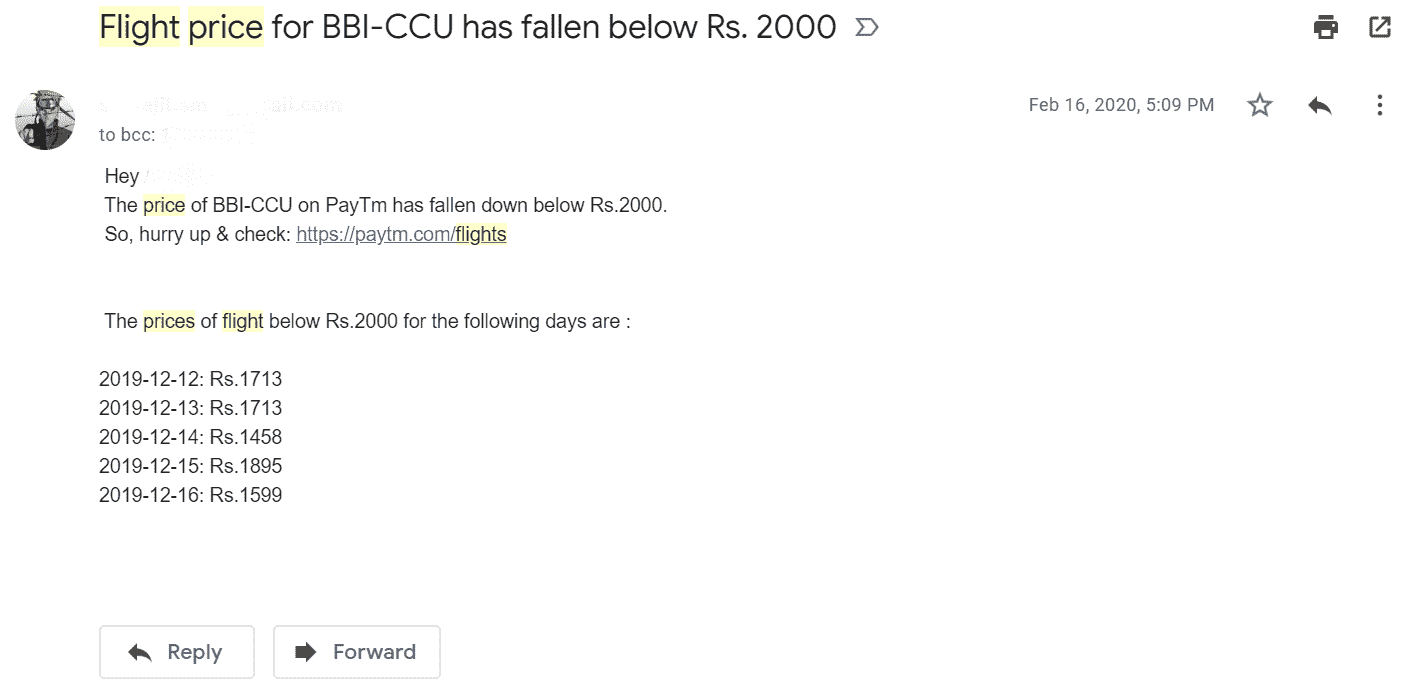 Flight price for BBI-CCU has fallen below Rs. 2000
Feb 16, 2020, 5:09 PM
to bcc:
Hey
The price of BBI-CCU on PayTm has fallen down below Rs.2000.
So, hurry up & check: https://paytm.com/flights
The prices of flight below Rs.2000 for the following days are :
2019-12-12: Rs.1713
2019-12-13: Rs.1713
2019-12-14: Rs.1458
2019-12-15: Rs.1895
2019-12-16: Rs.1599
Reply Forward